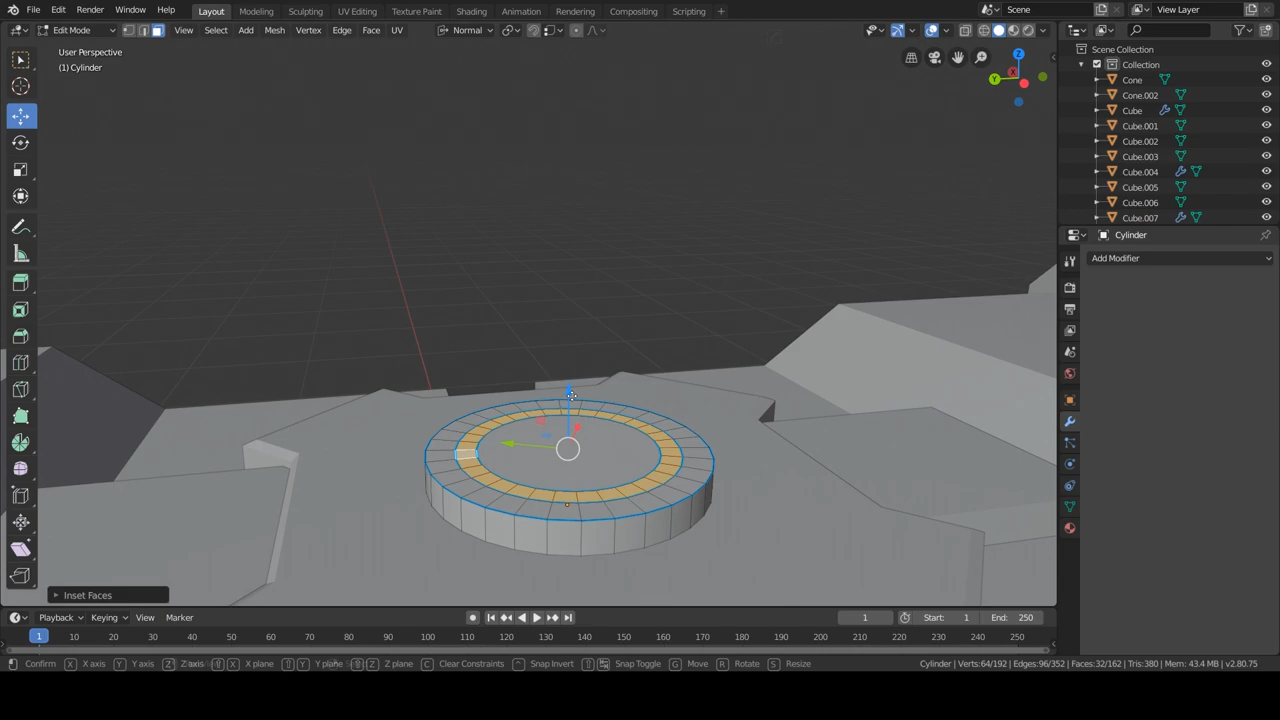 File Edit Render Window Help Layout Modeling Sculpting UV Editing Texture Paint Shading Animation Rendering Compositing Scripting + Scene View Layer
Edit Mode View Select Add Mesh Vertex Edge Face UV Normal
User Perspective
(1) Cylinder
Z
Y
X
Scene Collection
Collection
Cone
Cone.002
Cube
Cube.001
Cube.002
Cube.003
Cube.004
Cube.005
Cube.006
Cube.007
Cylinder
Add Modifier
Inset Faces
Playback Keying View Marker 1 Start: 1 End: 250
1 10 20 30 40 50 60 70 80 90 100 110 120 130 140 150 160 170 180 190 200 210 220 230 240 250
Confirm X X axis Y Y axis Z Z axis X X plane Y Y plane Z Z plane C Clear Constraints Snap Invert Snap Toggle G Move R Rotate S Resize Cylinder | Verts:64/192 | Edges:96/352 | Faces:32/162 | Tris:380 | Mem: 43.4 MB | v2.80.75